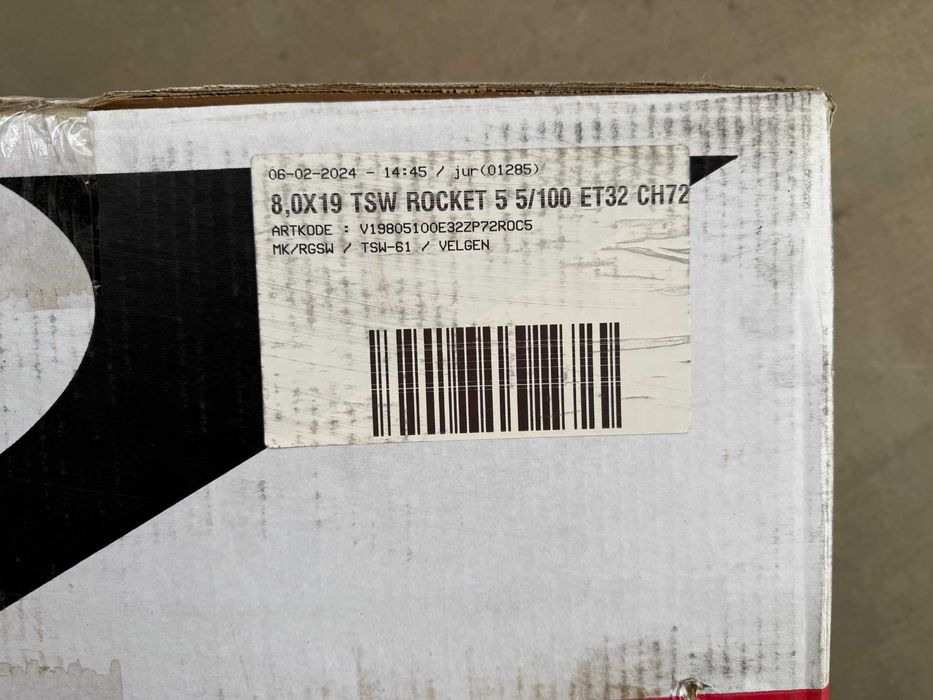 06-02-2024 - 14:45 / jur(01285)
8,0X19 TSW ROCKET 5 5/100 ET32 CH72
ARTKODE : V19805100E32ZP72ROC5
MK/RGSW / TSW-61 / VELGEN